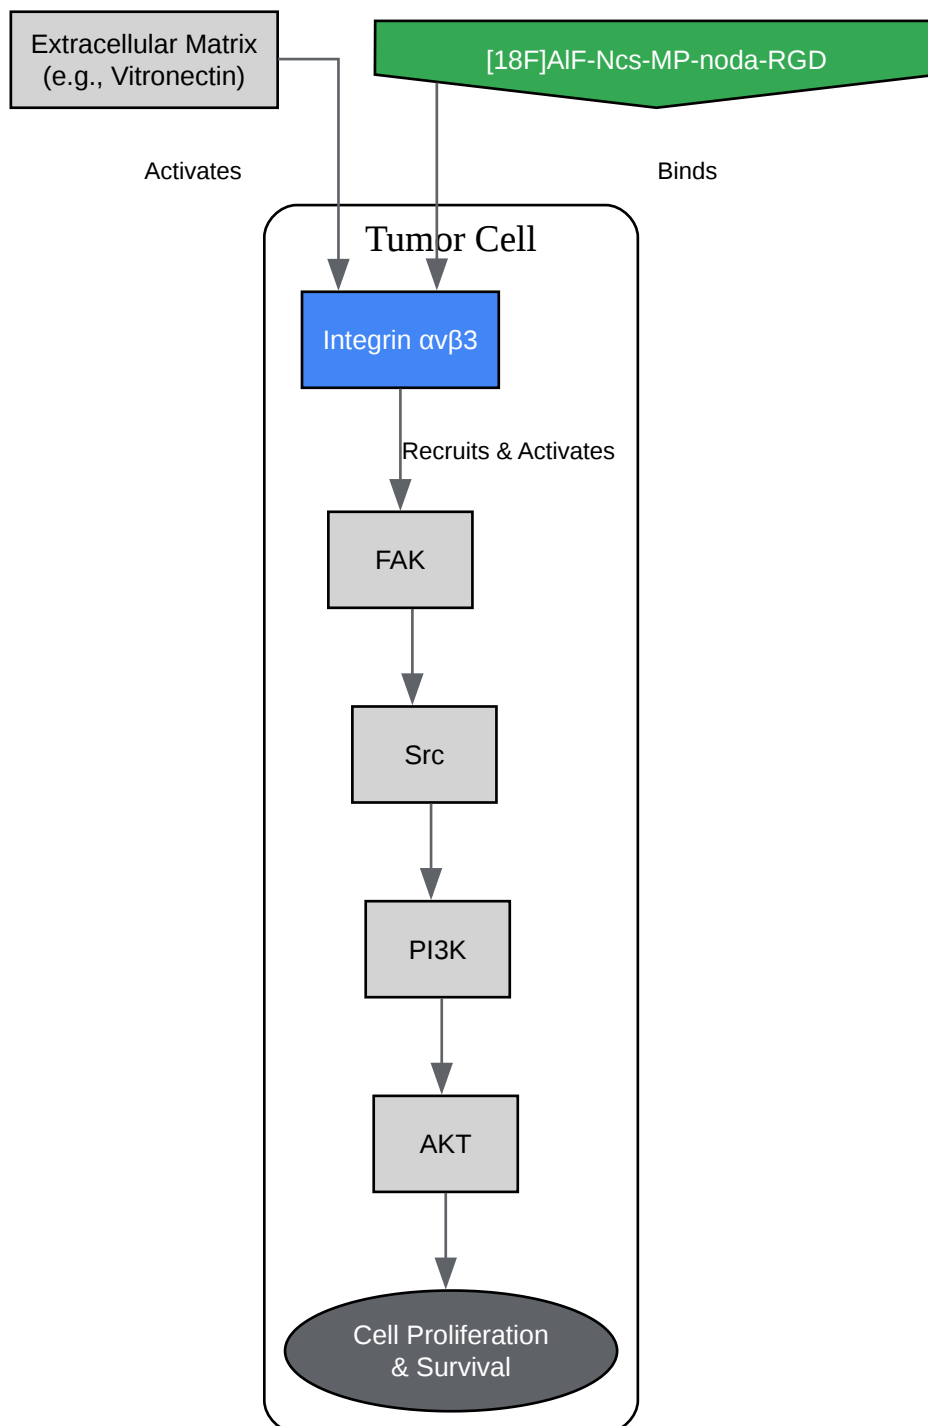 Extracellular Matrix
(e.g., Vitronectin)
[18F]AlF-Ncs-MP-noda-RGD
Activates
Binds
Tumor Cell
Integrin αvβ3
Recruits & Activates
FAK
Src
PI3K
AKT
Cell Proliferation
& Survival